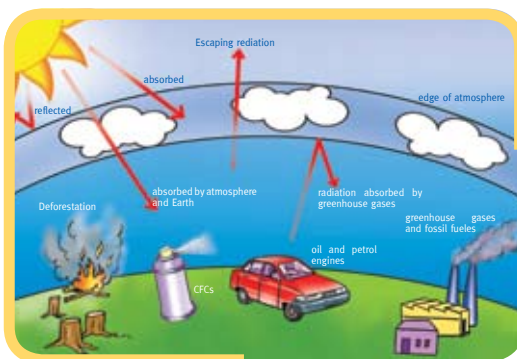 Escaping rediation
absorbed
edge of atmosphere
reflected
absorbed by atmosphere
and Earth
radiation absorbed by
greenhouse gases
Deforestation
greenhouse gases
and fossil fueles
oil and petrol
engines
CFCs